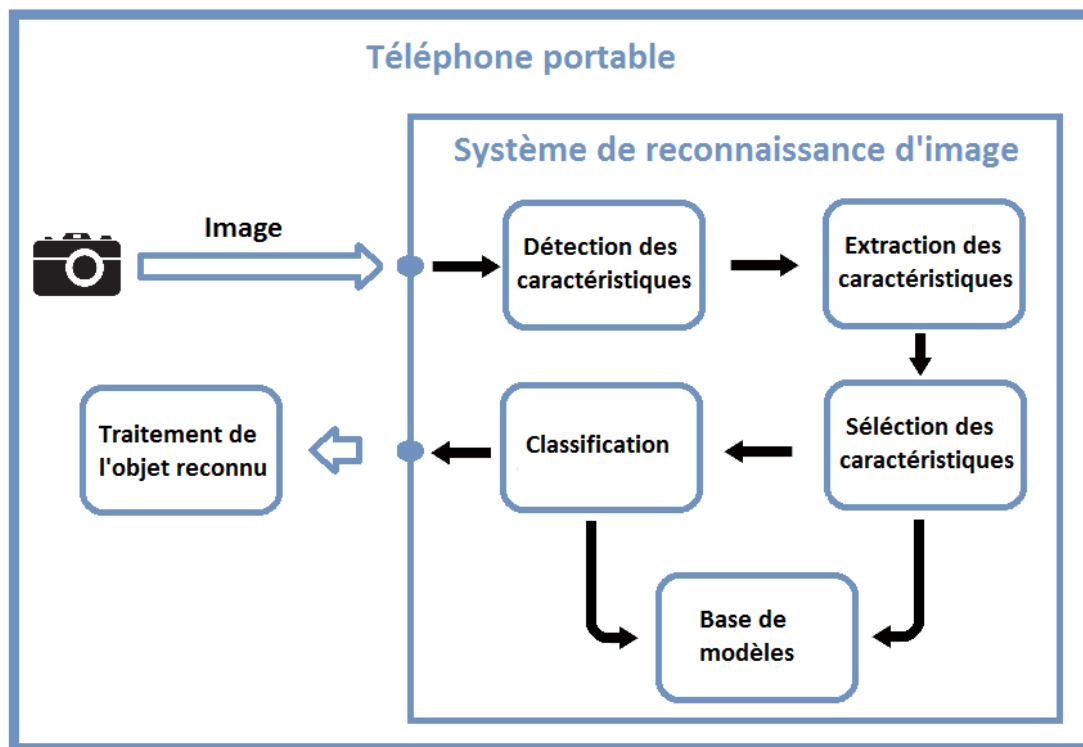 Téléphone portable
Système de reconnaissance d'image
Image
Détection des
caractéristiques
Extraction des
caractéristiques
Traitement de
l'objet reconnu
Classification
Séléction des
caractéristiques
Base de
modèles